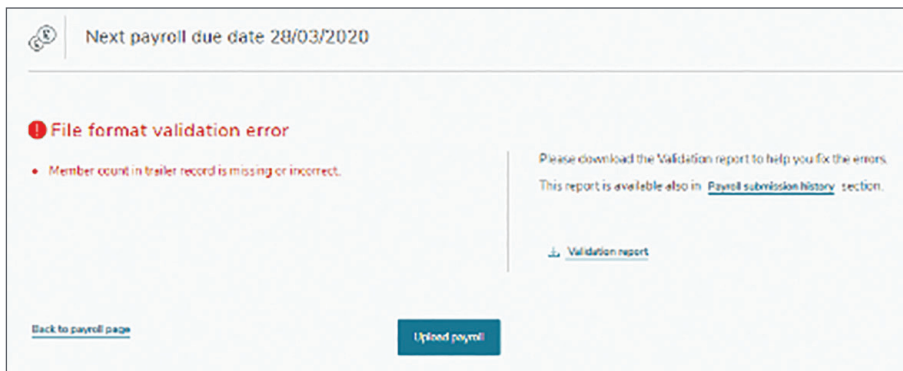 Next payroll due date 28/03/2020
File format validation error
• Member count in trailer record is missing or incorrect.
Please download the Validation report to help you fix the errors.
This report is available also in Payroll submission history section.
Validation report
Back to payroll page
Upload payroll